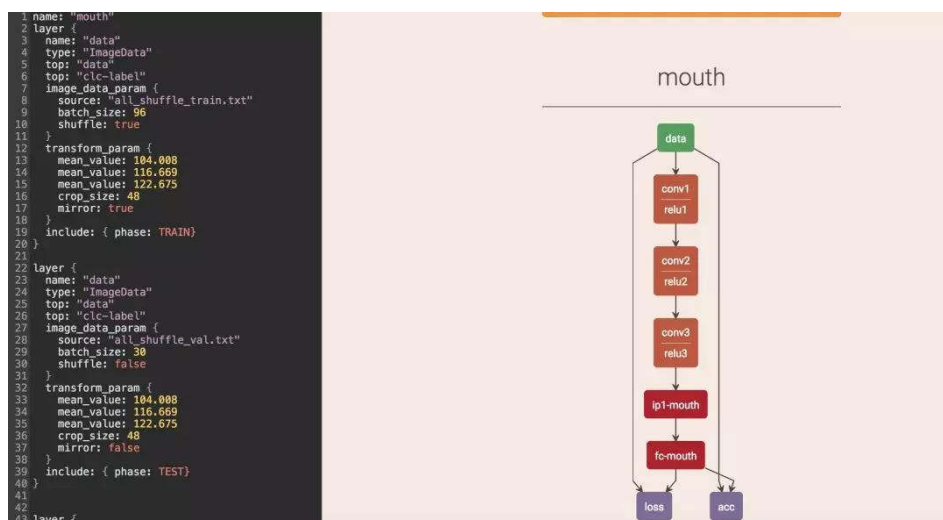 1 name: "mouth"
2 layer {
3 name: "data"
4 type: "ImageData"
5 top: "data"
6 top: "clc-label"
7 image_data_param {
8 source: "all_shuffle_train.txt"
9 batch_size: 96
10 shuffle: true
11 }
12 transform_param {
13 mean_value: 104.008
14 mean_value: 116.669
15 mean_value: 122.675
16 crop_size: 48
17 mirror: true
18 }
19 include: { phase: TRAIN}
20 }
21
22 layer {
23 name: "data"
24 type: "ImageData"
25 top: "data"
26 top: "clc-label"
27 image_data_param {
28 source: "all_shuffle_val.txt"
29 batch_size: 30
30 shuffle: false
31 }
32 transform_param {
33 mean_value: 104.008
34 mean_value: 116.669
35 mean_value: 122.675
36 crop_size: 48
37 mirror: false
38 }
39 include: { phase: TEST}
40 }
41
42
43 layer {
mouth
data
conv1
relu1
conv2
relu2
conv3
relu3
ip1-mouth
fc-mouth
loss
acc